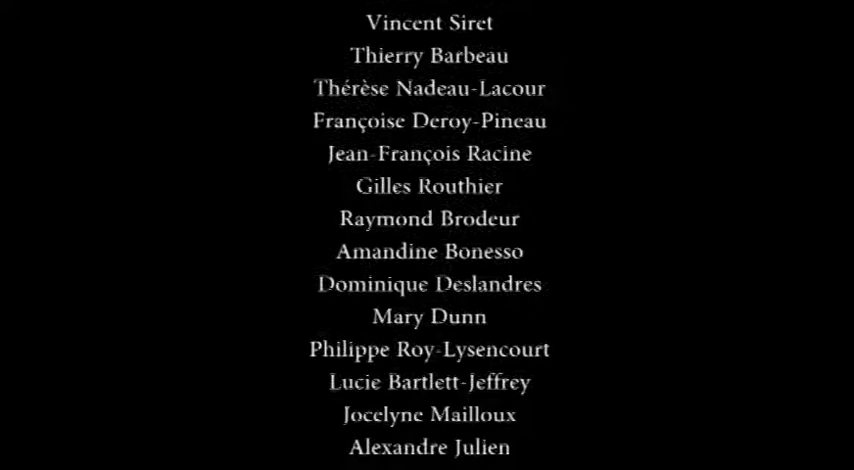 Vincent Siret
Thierry Barbeau
Thérèse Nadeau-Lacour
Françoise Deroy-Pineau
Jean-François Racine
Gilles Routhier
Raymond Brodeur
Amandine Bonesso
Dominique Deslandres
Mary Dunn
Philippe Roy-Lysencourt
Lucie Bartlett-Jeffrey
Jocelyne Mailloux
Alexandre Julien